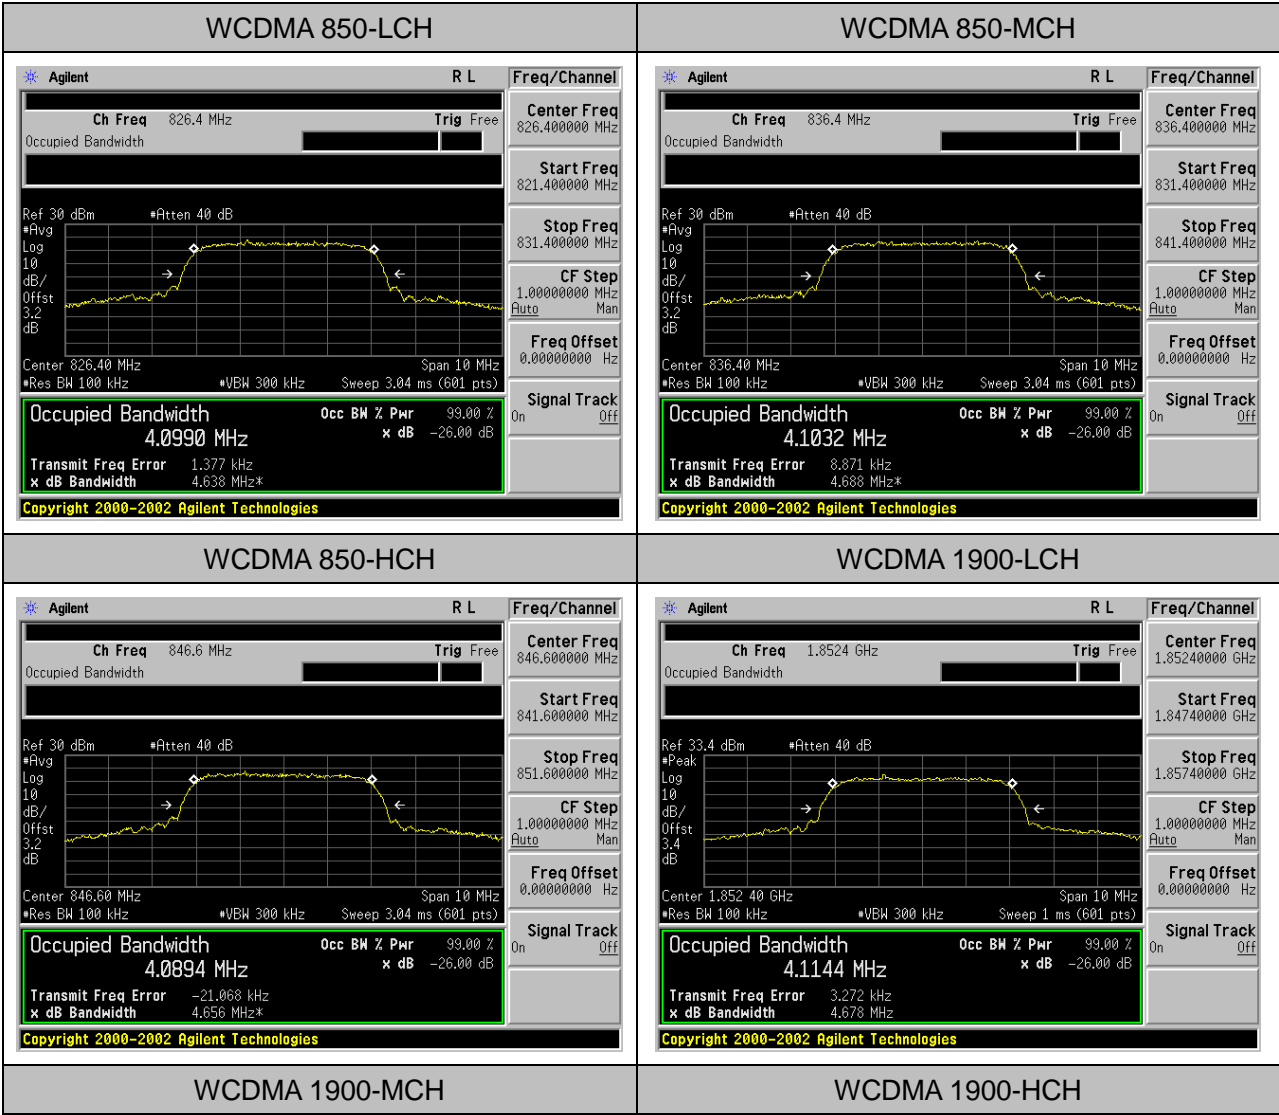 WCDMA 850-LCH
WCDMA 850-MCH
Agilent R L Freq/Channel
Ch Freq 826.4 MHz Trig Free
Occupied Bandwidth
Center Freq
826.400000 MHz
Start Freq
821.400000 MHz
Stop Freq
831.400000 MHz
CF Step
1.00000000 MHz
Auto Man
Freq Offset
0.00000000 Hz
Signal Track
On Off
Ref 30 dBm #Atten 40 dB
#Avg
Log
10
dB/
Offst
3.2
dB
Center 826.40 MHz Span 10 MHz
#Res BW 100 kHz #VBW 300 kHz Sweep 3.04 ms (601 pts)
Occupied Bandwidth Occ BW % Pwr 99.00 %
4.0990 MHz x dB -26.00 dB
Transmit Freq Error 1.377 kHz
x dB Bandwidth 4.638 MHz*
Copyright 2000-2002 Agilent Technologies
Agilent R L Freq/Channel
Ch Freq 836.4 MHz Trig Free
Occupied Bandwidth
Center Freq
836.400000 MHz
Start Freq
831.400000 MHz
Stop Freq
841.400000 MHz
CF Step
1.00000000 MHz
Auto Man
Freq Offset
0.00000000 Hz
Signal Track
On Off
Ref 30 dBm #Atten 40 dB
#Avg
Log
10
dB/
Offst
3.2
dB
Center 836.40 MHz Span 10 MHz
#Res BW 100 kHz #VBW 300 kHz Sweep 3.04 ms (601 pts)
Occupied Bandwidth Occ BW % Pwr 99.00 %
4.1032 MHz x dB -26.00 dB
Transmit Freq Error 8.871 kHz
x dB Bandwidth 4.688 MHz*
Copyright 2000-2002 Agilent Technologies
WCDMA 850-HCH
WCDMA 1900-LCH
Agilent R L Freq/Channel
Ch Freq 846.6 MHz Trig Free
Occupied Bandwidth
Center Freq
846.600000 MHz
Start Freq
841.600000 MHz
Stop Freq
851.600000 MHz
CF Step
1.00000000 MHz
Auto Man
Freq Offset
0.00000000 Hz
Signal Track
On Off
Ref 30 dBm #Atten 40 dB
#Avg
Log
10
dB/
Offst
3.2
dB
Center 846.60 MHz Span 10 MHz
#Res BW 100 kHz #VBW 300 kHz Sweep 3.04 ms (601 pts)
Occupied Bandwidth Occ BW % Pwr 99.00 %
4.0894 MHz x dB -26.00 dB
Transmit Freq Error -21.068 kHz
x dB Bandwidth 4.656 MHz*
Copyright 2000-2002 Agilent Technologies
Agilent R L Freq/Channel
Ch Freq 1.8524 GHz Trig Free
Occupied Bandwidth
Center Freq
1.85240000 GHz
Start Freq
1.84740000 GHz
Stop Freq
1.85740000 GHz
CF Step
1.00000000 MHz
Auto Man
Freq Offset
0.00000000 Hz
Signal Track
On Off
Ref 33.4 dBm #Atten 40 dB
#Peak
Log
10
dB/
Offst
3.4
dB
Center 1.852 40 GHz Span 10 MHz
#Res BW 100 kHz #VBW 300 kHz Sweep 1 ms (601 pts)
Occupied Bandwidth Occ BW % Pwr 99.00 %
4.1144 MHz x dB -26.00 dB
Transmit Freq Error 3.272 kHz
x dB Bandwidth 4.678 MHz
Copyright 2000-2002 Agilent Technologies
WCDMA 1900-MCH
WCDMA 1900-HCH